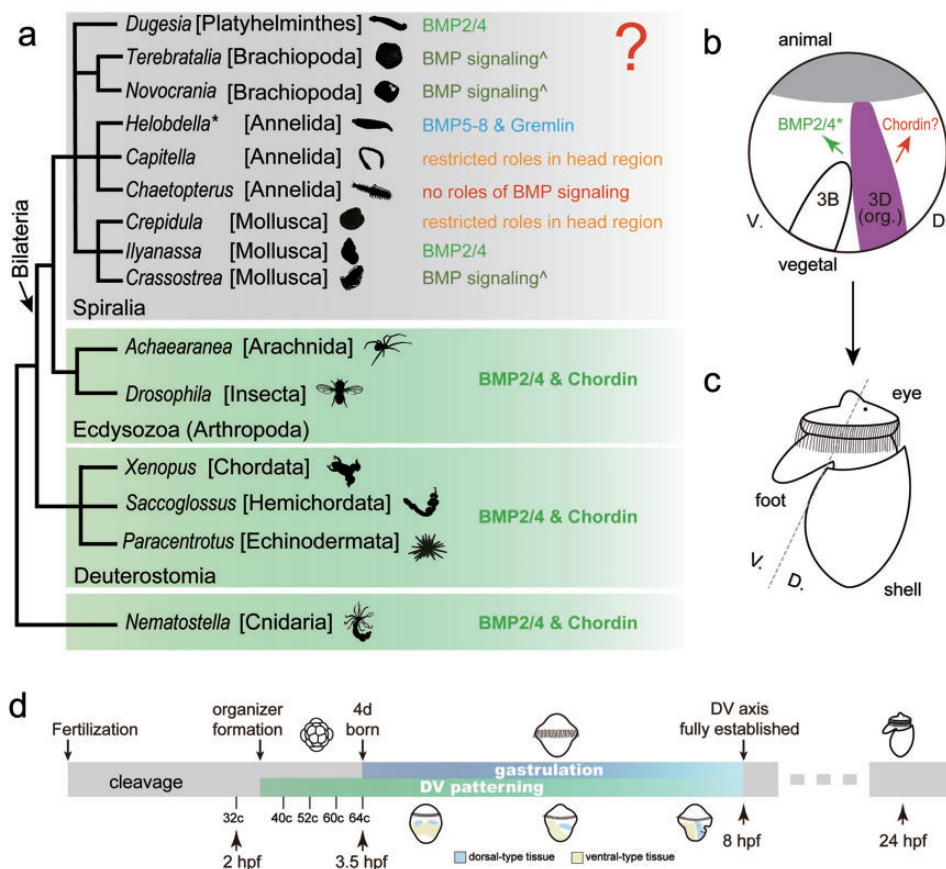 a
Bilateria
Dugesia [Platyhelminthes] BMP2/4
Terebratalia [Brachiopoda] BMP signaling^
Novocrania [Brachiopoda] BMP signaling^
Helobdella* [Annelida] BMP5-8 & Gremlin
Capitella [Annelida] restricted roles in head region
Chaetopterus [Annelida] no roles of BMP signaling
Crepidula [Mollusca] restricted roles in head region
Ilyanassa [Mollusca] BMP2/4
Crassostrea [Mollusca] BMP signaling^
Spiralia
?
Achaearanea [Arachnida]
Drosophila [Insecta]
BMP2/4 & Chordin
Ecdysozoa (Arthropoda)
Xenopus [Chordata]
Saccoglossus [Hemichordata]
Paracentrotus [Echinodermata]
BMP2/4 & Chordin
Deuterostomia
Nematostella [Cnidaria] BMP2/4 & Chordin
b
animal
BMP2/4* Chordin?
3B 3D
(org.)
V. D.
vegetal
c
eye
foot
V.
D.
shell
d
Fertilization
organizer
formation
4d
born
DV axis
fully established
cleavage
gastrulation
DV patterning
32c 40c 52c 60c 64c
2 hpf 3.5 hpf 8 hpf 24 hpf
dorsal-type tissue ventral-type tissue